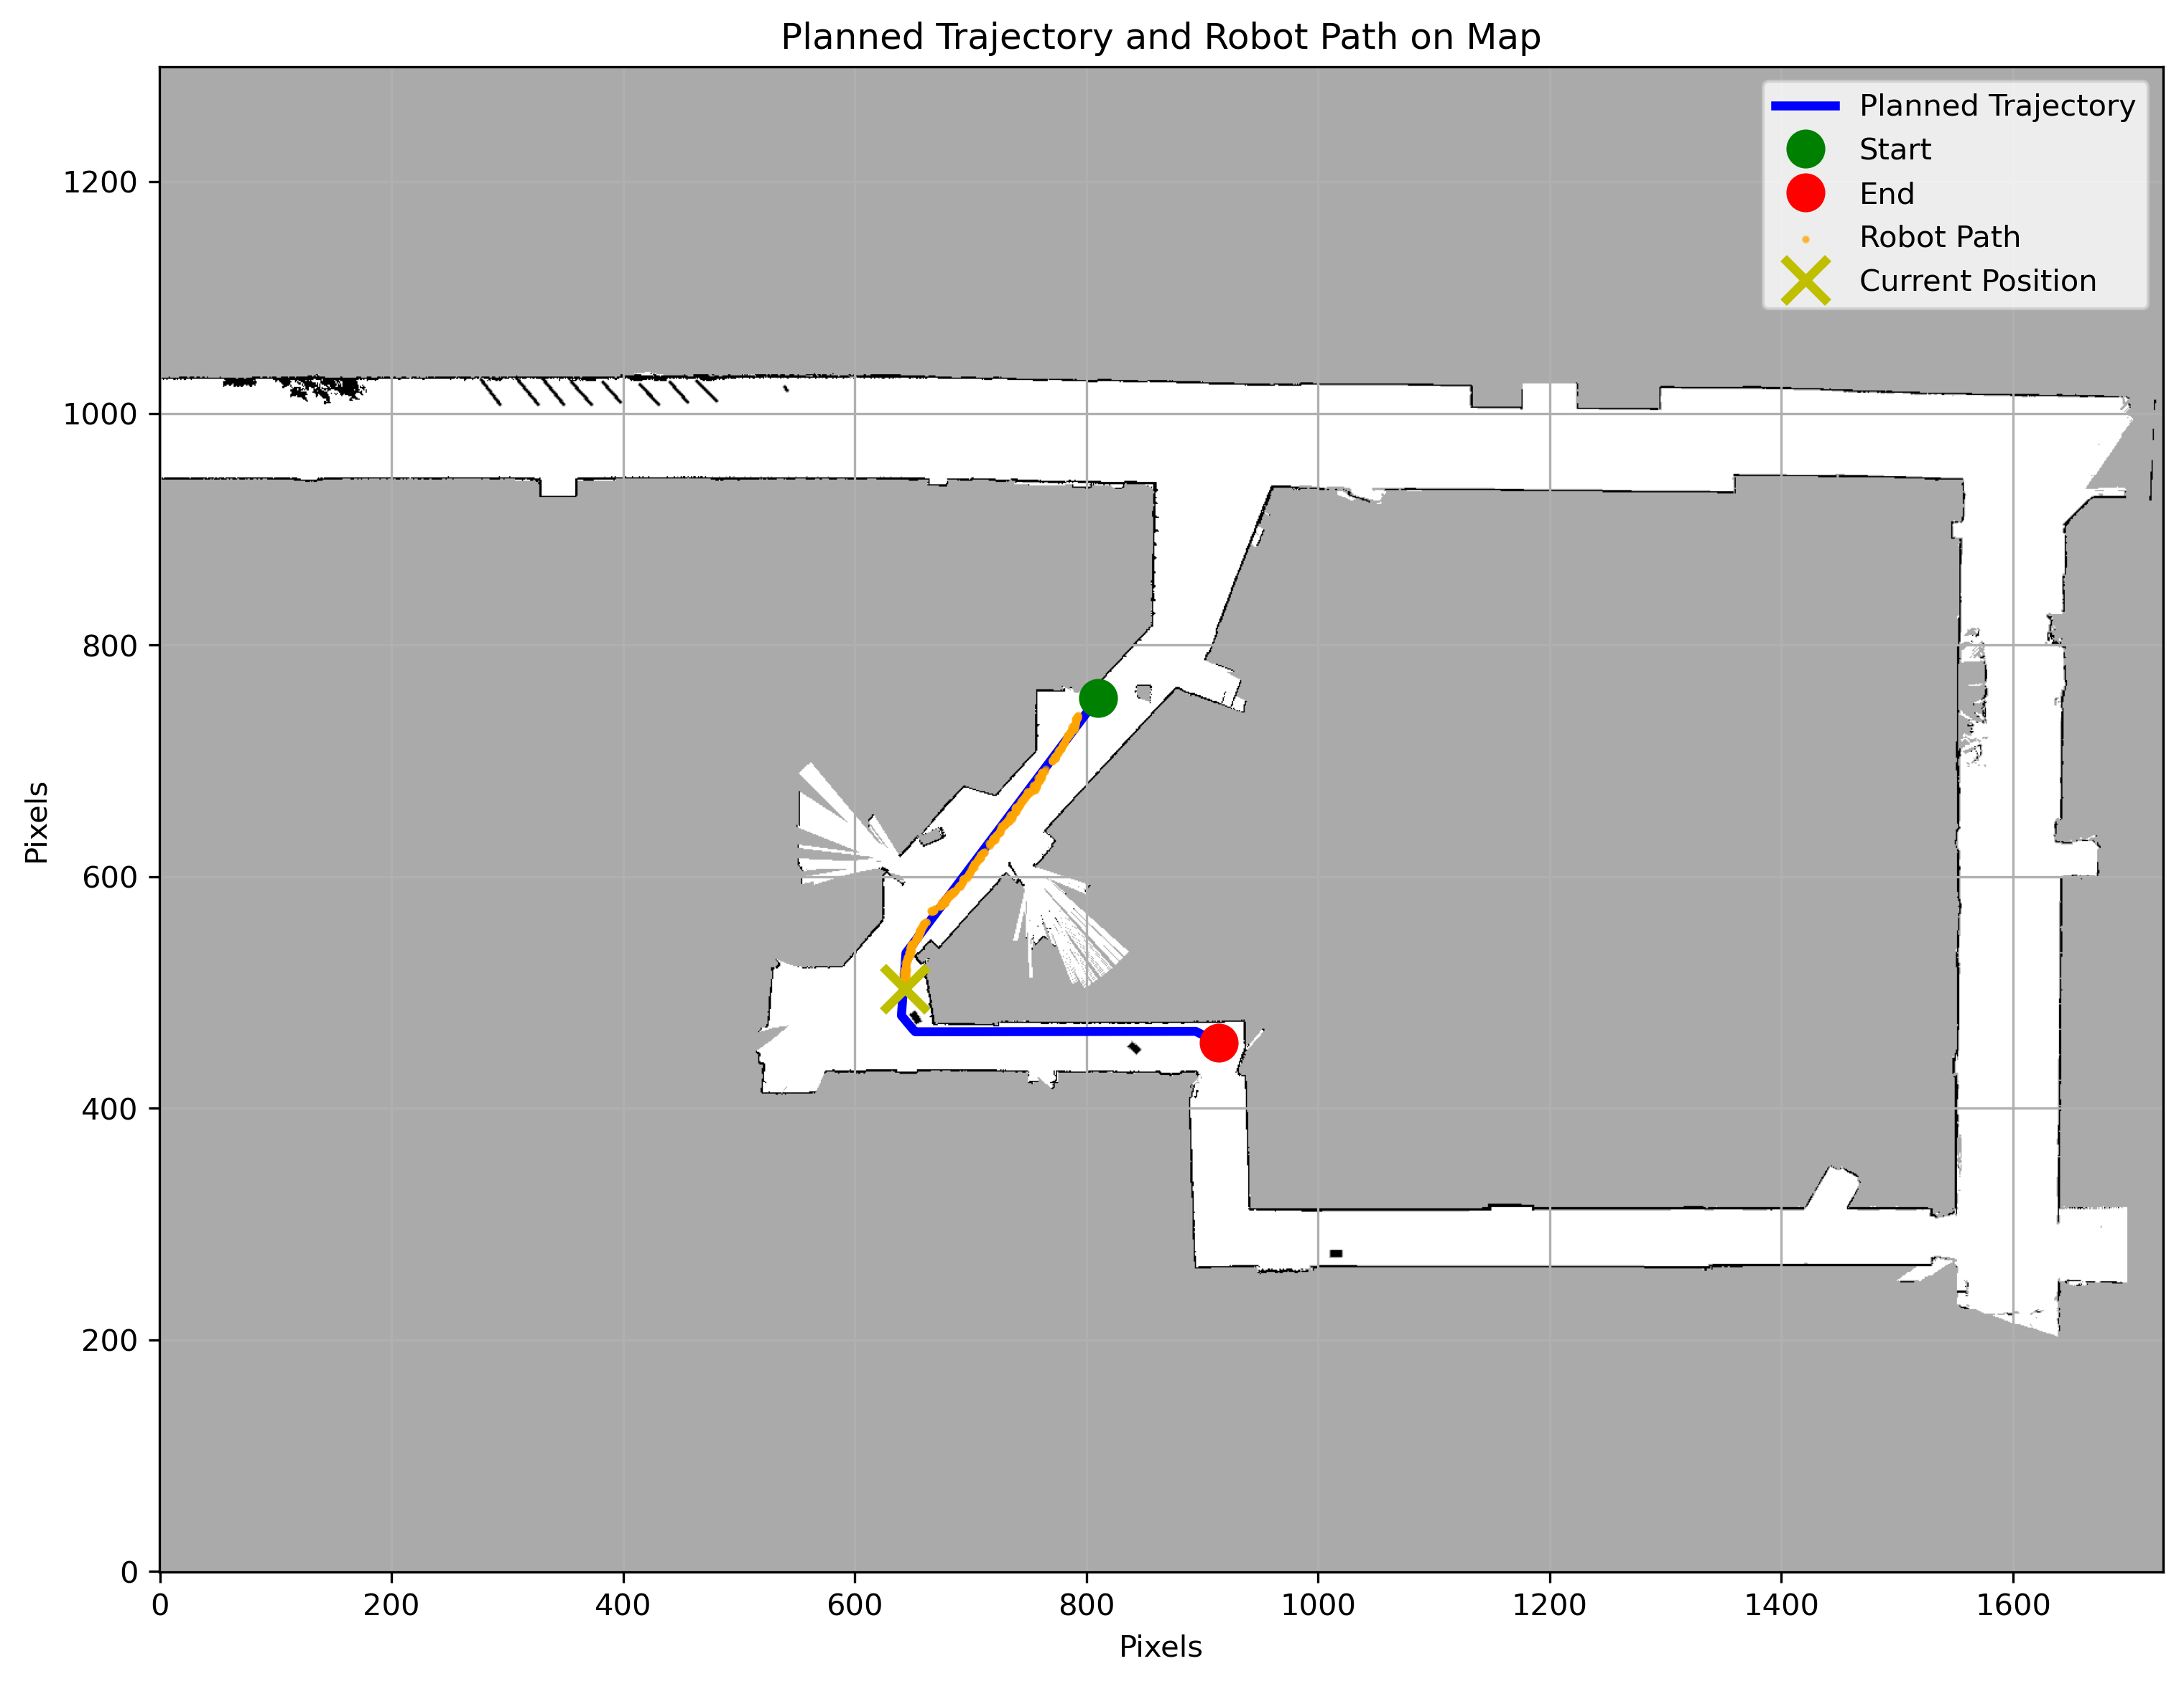 Planned Trajectory and Robot Path on Map
Planned Trajectory
Start
End
Robot Path
Current Position
Pixels
1200
1000
800
600
400
200
0
0 200 400 600 800 1000 1200 1400 1600
Pixels